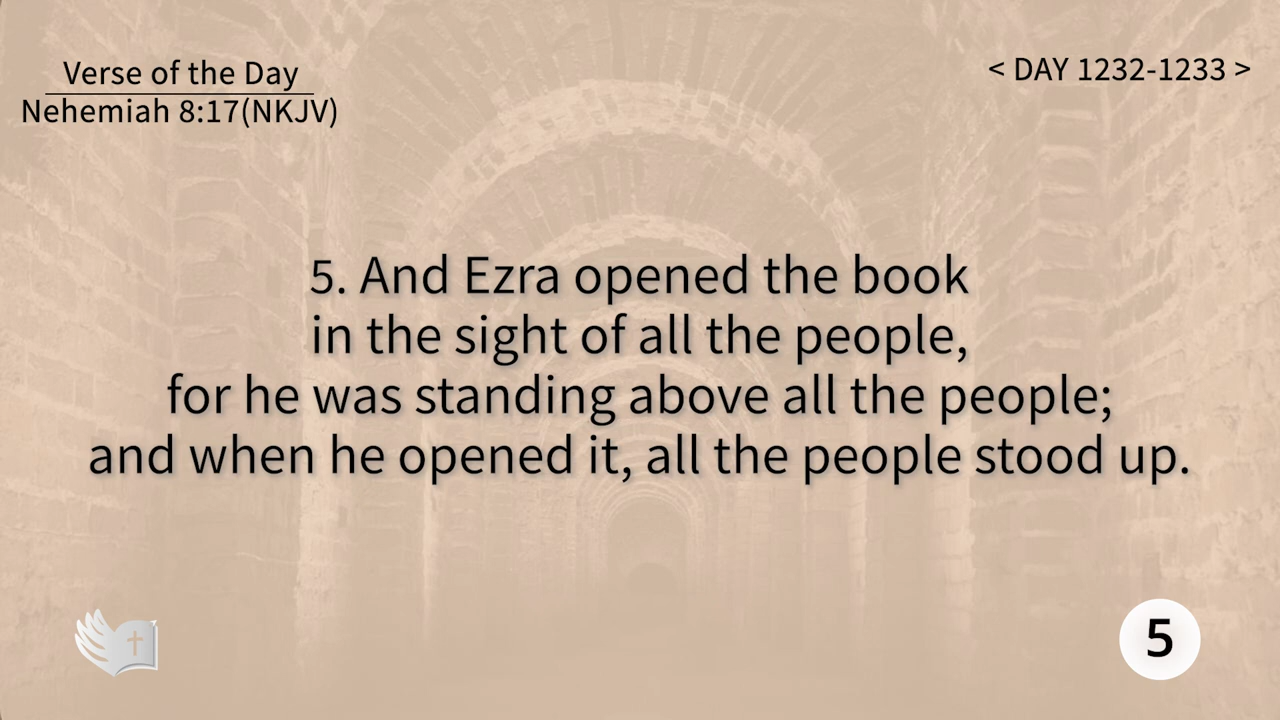 Verse of the Day
Nehemiah 8:17(NKJV)
< DAY 1232-1233 >
5. And Ezra opened the book
in the sight of all the people,
for he was standing above all the people;
and when he opened it, all the people stood up.
5